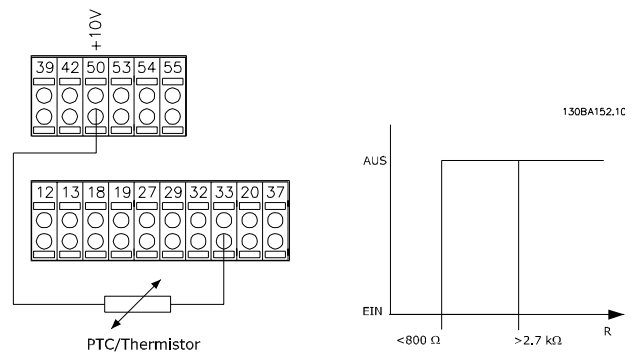 +10V
39 42 50 53 54 55
130BA152.10
12 13 18 19 27 29 32 33 20 37
AUS
EIN
<800 Ω >2.7 kΩ R
PTC/Thermistor